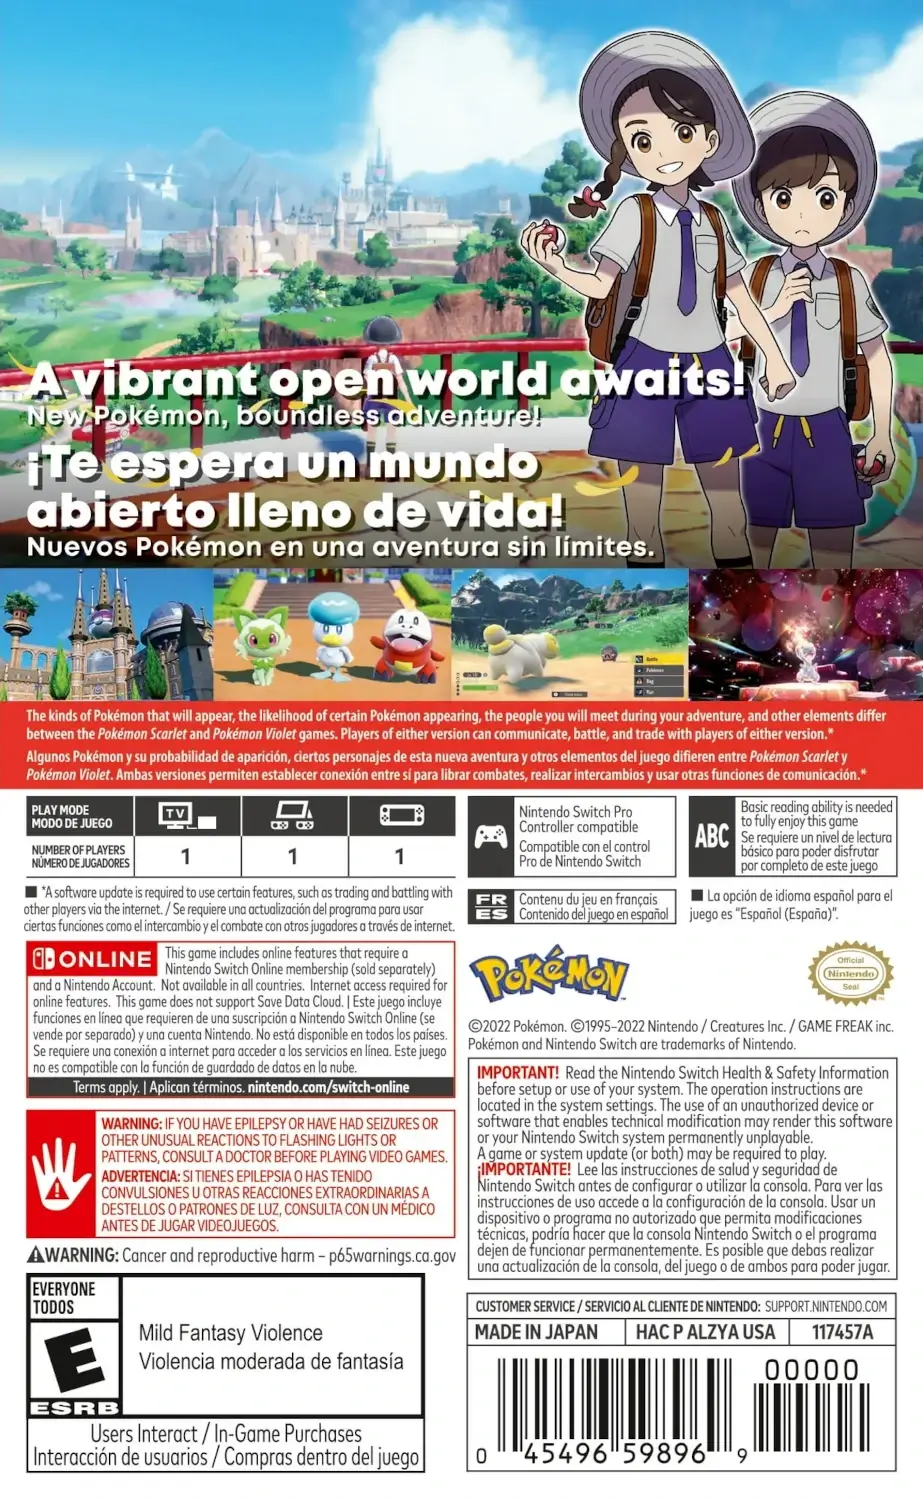 A vibrant open world awaits!
New Pokémon, boundless adventure!
¡Te espera un mundo
abierto lleno de vida!
Nuevos Pokémon en una aventura sin límites.
The kinds of Pokémon that will appear, the likelihood of certain Pokémon appearing, the people you will meet during your adventure, and other elements differ
between the Pokémon Scarlet and Pokémon Violet games. Players of either version can communicate, battle, and trade with players of either version.*
Algunos Pokémon y su probabilidad de aparición, ciertos personajes de esta nueva aventura y otros elementos del juego difieren entre Pokémon Scarlet y
Pokémon Violet. Ambas versiones permiten establecer conexión entre sí para librar combates, realizar intercambios y usar otras funciones de comunicación.*
PLAY MODE
MODO DE JUEGO
TV
NUMBER OF PLAYERS
NÚMERO DE JUGADORES
1
1
1
■ *A software update is required to use certain features, such as trading and battling with
other players via the internet. / Se requiere una actualización del programa para usar
ciertas funciones como el intercambio y el combate con otros jugadores a través de internet.
Nintendo Switch Pro
Controller compatible
Compatible con el control
Pro de Nintendo Switch
ABC
Basic reading ability is needed
to fully enjoy this game
Se requiere un nivel de lectura
básico para poder disfrutar
por completo de este juego
FR
ES
Contenu du jeu en français
Contenido del juego en español
■ La opción de idioma español para el
juego es "Español (España)".
ONLINE
This game includes online features that require a
Nintendo Switch Online membership (sold separately)
and a Nintendo Account. Not available in all countries. Internet access required for
online features. This game does not support Save Data Cloud. | Este juego incluye
funciones en línea que requieren de una suscripción a Nintendo Switch Online (se
vende por separado) y una cuenta Nintendo. No está disponible en todos los países.
Se requiere una conexión a internet para acceder a los servicios en línea. Este juego
no es compatible con la función de guardado de datos en la nube.
Terms apply. | Aplican términos. nintendo.com/switch-online
POKéMON
TM
Official
Nintendo
Seal
©2022 Pokémon. ©1995–2022 Nintendo / Creatures Inc. / GAME FREAK inc.
Pokémon and Nintendo Switch are trademarks of Nintendo.
WARNING: IF YOU HAVE EPILEPSY OR HAVE HAD SEIZURES OR
OTHER UNUSUAL REACTIONS TO FLASHING LIGHTS OR
PATTERNS, CONSULT A DOCTOR BEFORE PLAYING VIDEO GAMES.
ADVERTENCIA: SI TIENES EPILEPSIA O HAS TENIDO
CONVULSIONES U OTRAS REACCIONES EXTRAORDINARIAS A
DESTELLOS O PATRONES DE LUZ, CONSULTA CON UN MÉDICO
ANTES DE JUGAR VIDEOJUEGOS.
WARNING: Cancer and reproductive harm – p65warnings.ca.gov
IMPORTANT! Read the Nintendo Switch Health & Safety Information
before setup or use of your system. The operation instructions are
located in the system settings. The use of an unauthorized device or
software that enables technical modification may render this software
or your Nintendo Switch system permanently unplayable.
A game or system update (or both) may be required to play.
¡IMPORTANTE! Lee las instrucciones de salud y seguridad de
Nintendo Switch antes de configurar o utilizar la consola. Para ver las
instrucciones de uso accede a la configuración de la consola. Usar un
dispositivo o programa no autorizado que permita modificaciones
técnicas, podría hacer que la consola Nintendo Switch o el programa
dejen de funcionar permanentemente. Es posible que debas realizar
una actualización de la consola, del juego o de ambos para poder jugar.
EVERYONE
TODOS
E
ESRB
Mild Fantasy Violence
Violencia moderada de fantasía
Users Interact / In-Game Purchases
Interacción de usuarios / Compras dentro del juego
CUSTOMER SERVICE / SERVICIO AL CLIENTE DE NINTENDO: SUPPORT.NINTENDO.COM
MADE IN JAPAN
HAC P ALZYA USA
117457A
00000
0 45496 59896 9